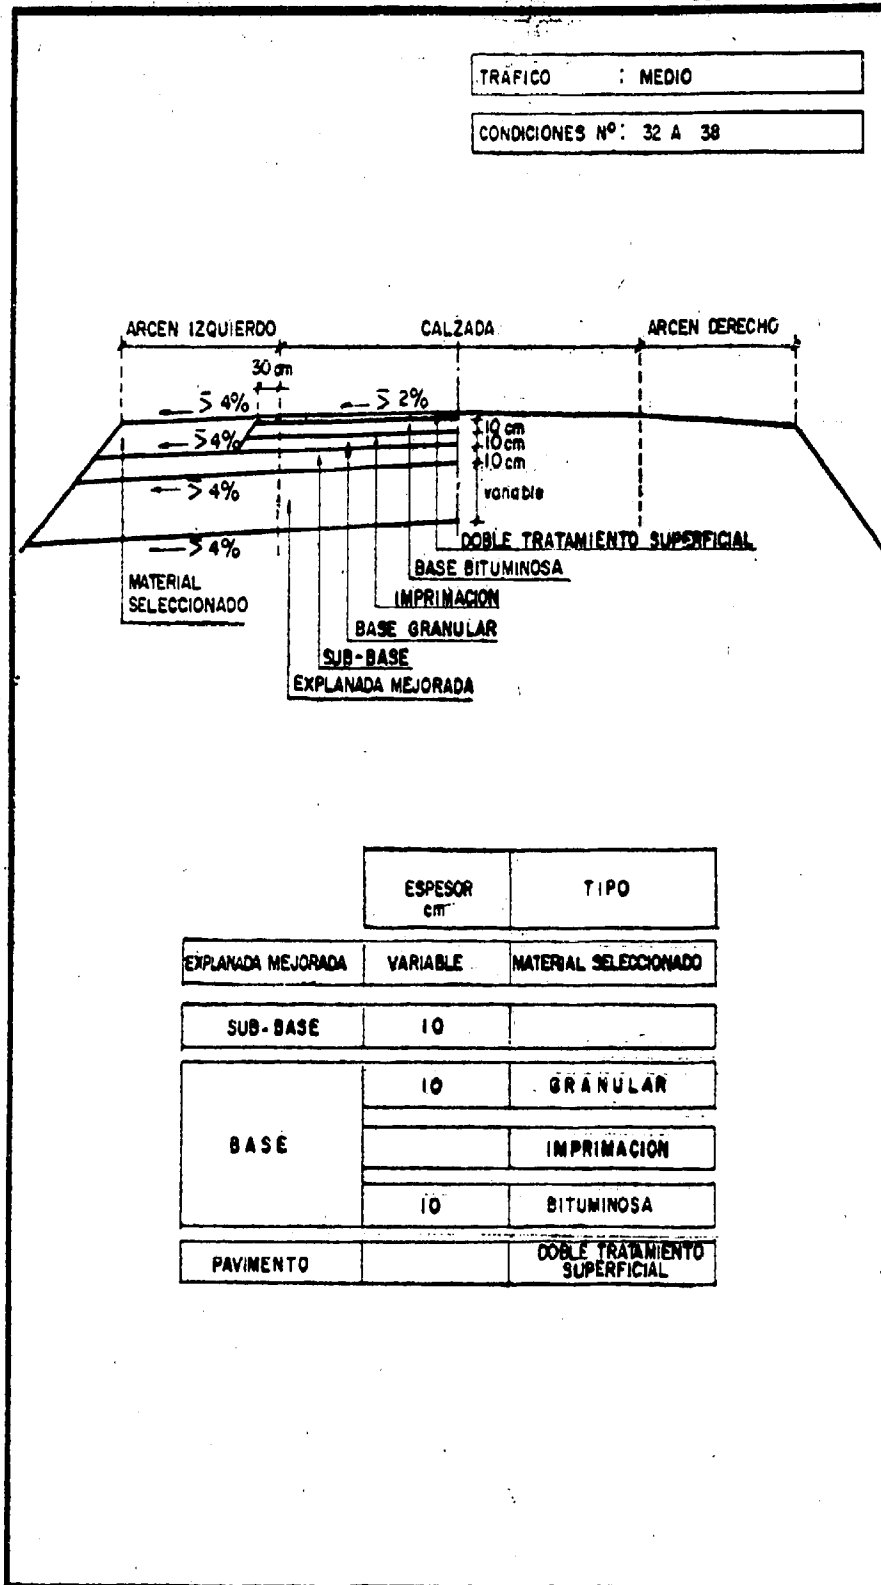 TRÁFICO : MEDIO
CONDICIONES Nº: 32 A 38
ARCEN IZQUIERDO CALZADA ARCEN DERECHO
30 cm
≥ 4% ≥ 2%
10 cm
≥ 4% 10 cm
10 cm
≥ 4% variable
≥ 4% DOBLE TRATAMIENTO SUPERFICIAL
BASE BITUMINOSA
MATERIAL
SELECCIONADO
IMPRIMACION
BASE GRANULAR
SUB-BASE
EXPLANADA MEJORADA
ESPESOR TIPO
cm
EXPLANADA MEJORADA VARIABLE MATERIAL SELECCIONADO
SUB-BASE 10
10 GRANULAR
BASE IMPRIMACION
10 BITUMINOSA
PAVIMENTO DOBLE TRATAMIENTO
SUPERFICIAL